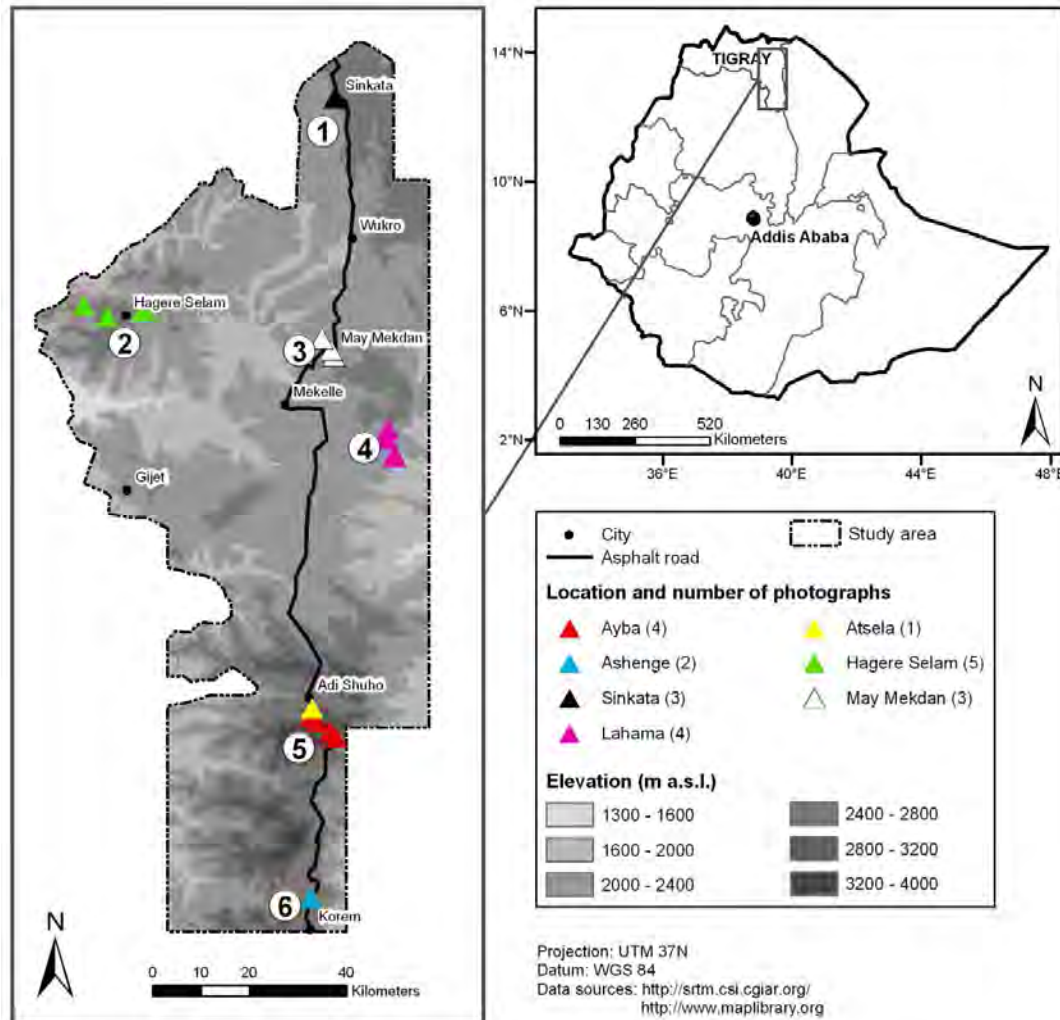 Sinkata
1
Wukro
Hagere Selam
2
3
May Mekdan
Mekelle
4
Gijet
Adi Shuho
5
6
Korem
N
0 10 20 40
Kilometers
14°N
10°N
6°N
2°N
TIGRAY
Addis Ababa
N
0 130 260 520
Kilometers
36°E 40°E 44°E 48°E
City
Study area
Asphalt road
Location and number of photographs
Ayba (4)
Atsela (1)
Ashenge (2)
Hagere Selam (5)
Sinkata (3)
May Mekdan (3)
Lahama (4)
Elevation (m a.s.l.)
1300 - 1600
2400 - 2800
1600 - 2000
2800 - 3200
2000 - 2400
3200 - 4000
Projection: UTM 37N
Datum: WGS 84
Data sources: http://srtm.csi.cgiar.org/
http://www.maplibrary.org